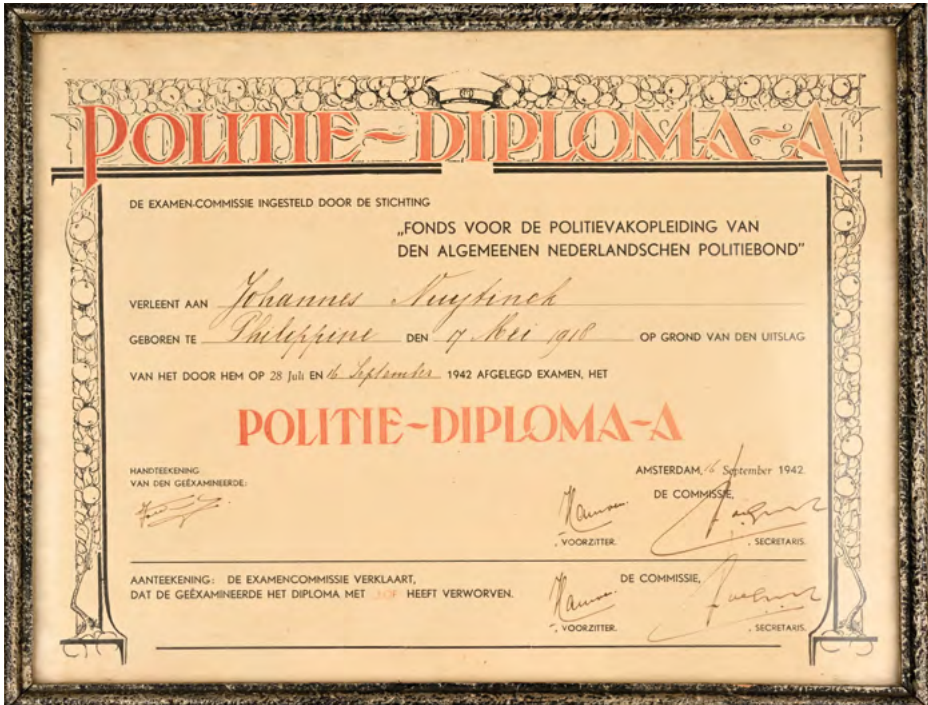 POLITIE-DIPLOMA-A
DE EXAMEN-COMMISSIE INGESTELD DOOR DE STICHTING
„FONDS VOOR DE POLITIEVAKOPLEIDING VAN
DEN ALGEMEENEN NEDERLANDSCHEN POLITIEBOND"
VERLEENT AAN Johannes Nuytinck
GEBOREN TE Philippine DEN 7 Mei 1918 OP GROND VAN DEN UITSLAG
VAN HET DOOR HEM OP 28 Juli EN 16 September 1942 AFGELEGD EXAMEN, HET
POLITIE-DIPLOMA-A
HANDTEEKENING
VAN DEN GEËXAMINEERDE:
AMSTERDAM, 16 September 1942.
DE COMMISSIE,
, VOORZITTER.
, SECRETARIS.
AANTEEKENING: DE EXAMENCOMMISSIE VERKLAART,
DAT DE GEËXAMINEERDE HET DIPLOMA MET LOF HEEFT VERWORVEN.
DE COMMISSIE,
, VOORZITTER.
, SECRETARIS.